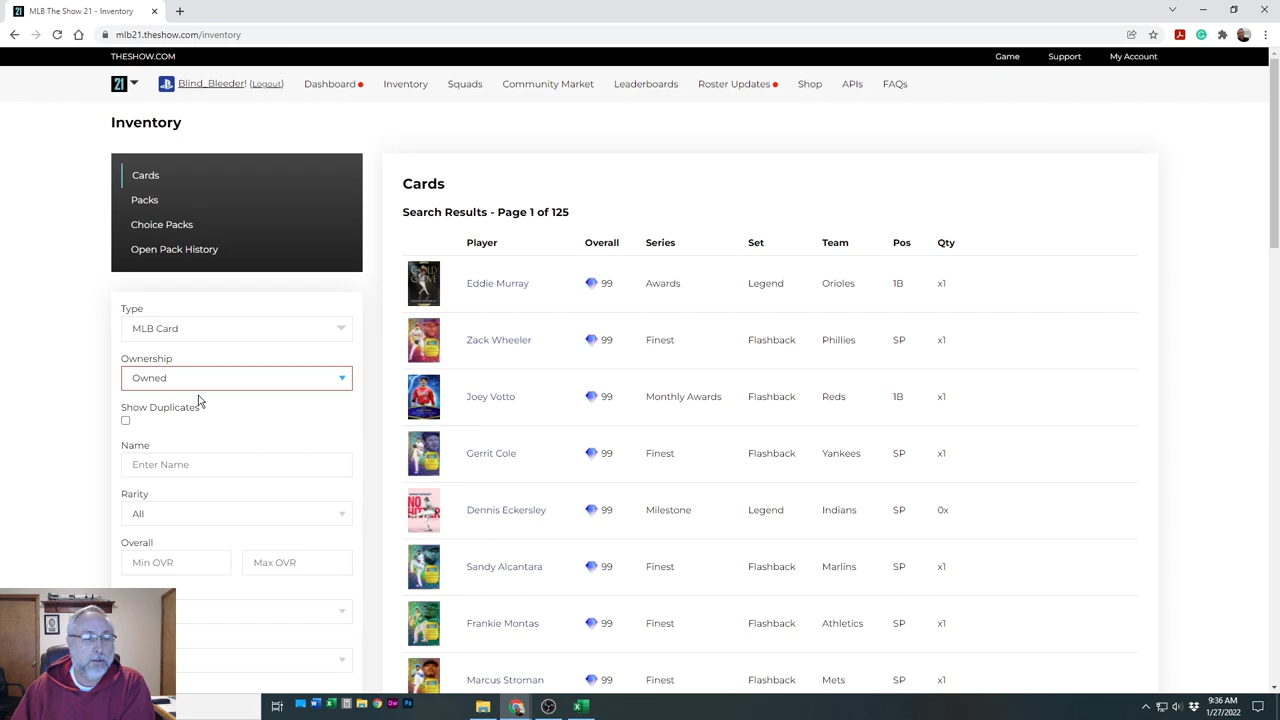 MLB The Show 21 - Inventory
mlb21.theshow.com/inventory
THESHOW.COM
Game Support My Account
21 Blind_Bleeder! (Logout) Dashboard Inventory Squads Community Market Leaderboards Roster Updates Shop APIs FAQs
Inventory
Cards
Packs
Choice Packs
Open Pack History
Type
MLB Card
Ownership
Owned
Show Duplicates
Name
Enter Name
Rarity
All
Overall
Min OVR Max OVR
Cards
Search Results - Page 1 of 125
Player Overall Series Set Team Pos Qty
Eddie Murray 99 Awards Legend Orioles 1B x1
Zack Wheeler 99 Finest Flashback Phillies SP x1
Joey Votto 99 Monthly Awards Flashback Reds 1B x1
Gerrit Cole 99 Finest Flashback Yankees SP x1
Dennis Eckersley 99 Milestone Legend Indians SP 0x
Sandy Alcantara 99 Finest Flashback Marlins SP x1
Frankie Montas 99 Finest Flashback Athletics SP x1
Marcus Stroman 99 Finest Flashback Mets SP x1
9:36 AM
1/27/2022